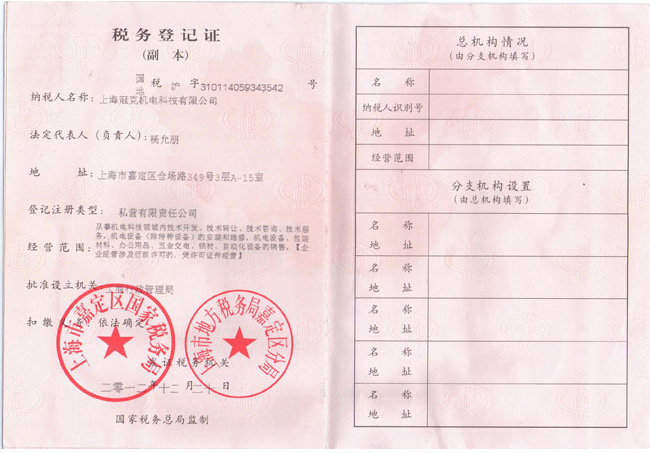 税务登记证
(副 本)
国
地 税 沪 字 310114059343542 号
纳税人名称：上海冠克机电科技有限公司
法定代表人（负责人）：杨允朋
地 址：上海市嘉定区仓场路349号3层A-15室
登记注册类型：私营有限责任公司
从事机电科技领域内技术开发、技术转让、技术咨询、技术服
务，机电设备（除特种设备）的安装和维修，机电设备、包装
经营范围：材料、办公用品、五金交电、钢材、自动化设备的销售。【企
业经营涉及行政许可的，凭许可证件经营】
批准设立机关：上海行政管理局
扣缴义务：依法确定
上海市嘉定区国家税务局
上海市地方税务局嘉定区分局
发证税务机关
二零一二年十二月二十日
国家税务总局监制
总机构情况
（由分支机构填写）
名 称
纳税人识别号
地 址
经营范围
分支机构设置
（由总机构填写）
名 称
地 址
名 称
地 址
名 称
地 址
名 称
地 址
名 称
地 址